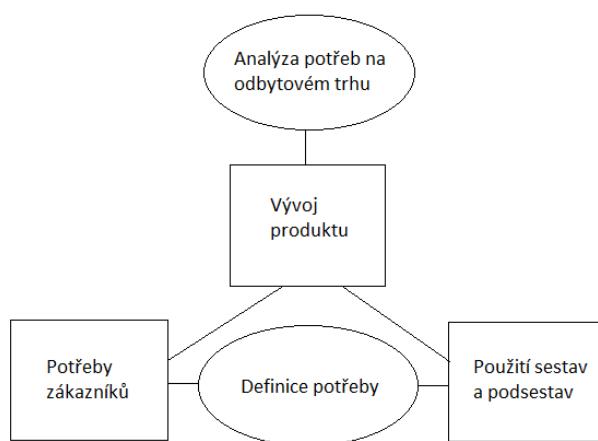 Analýza potřeb na
odbytovém trhu
Vývoj
produktu
Potřeby
zákazníků
Definice potřeby
Použití sestav
a podsestav